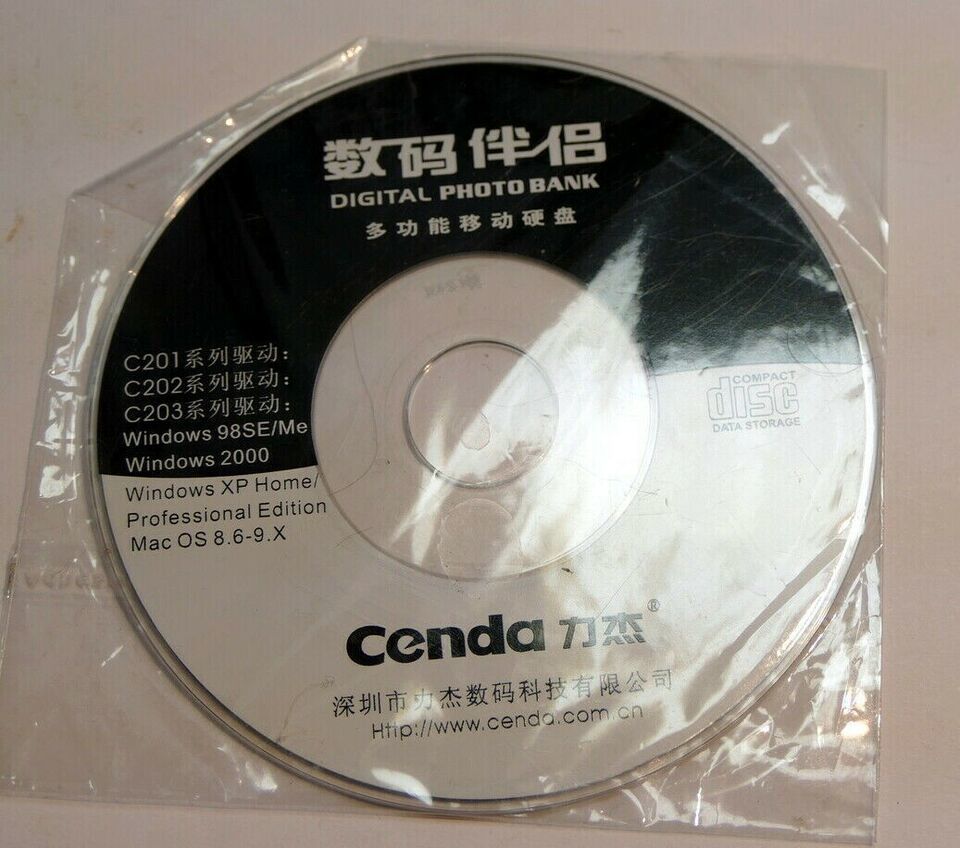 数码伴侣
DIGITAL PHOTO BANK
多功能移动硬盘
C201系列驱动：
C202系列驱动：
C203系列驱动：
Windows 98SE/Me
Windows 2000
Windows XP Home/
Professional Edition
Mac OS 8.6-9.X
COMPACT
disc
DATA STORAGE
Cenda 力杰®
深圳市力杰数码科技有限公司
Http://www.cenda.com.cn